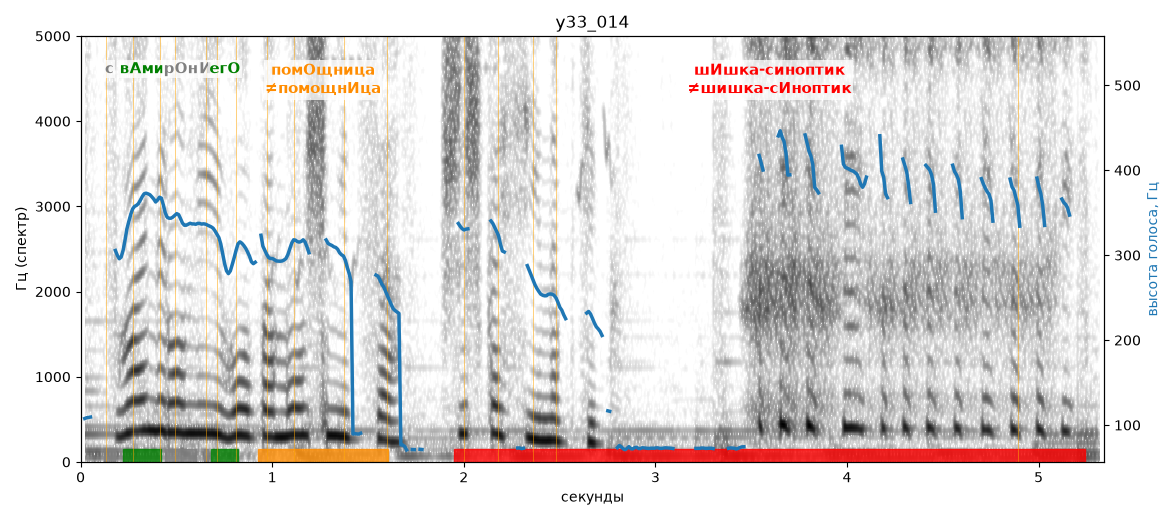 y33_014
5000
4000
3000
2000
1000
0
Гц (спектр)
с вАмирОнИегО
помОщница
≠помощнИца
шИшка-синоптик
≠шишка-сИноптик
500
400
300
200
100
высота голоса, Гц
0 1 2 3 4 5
секунды